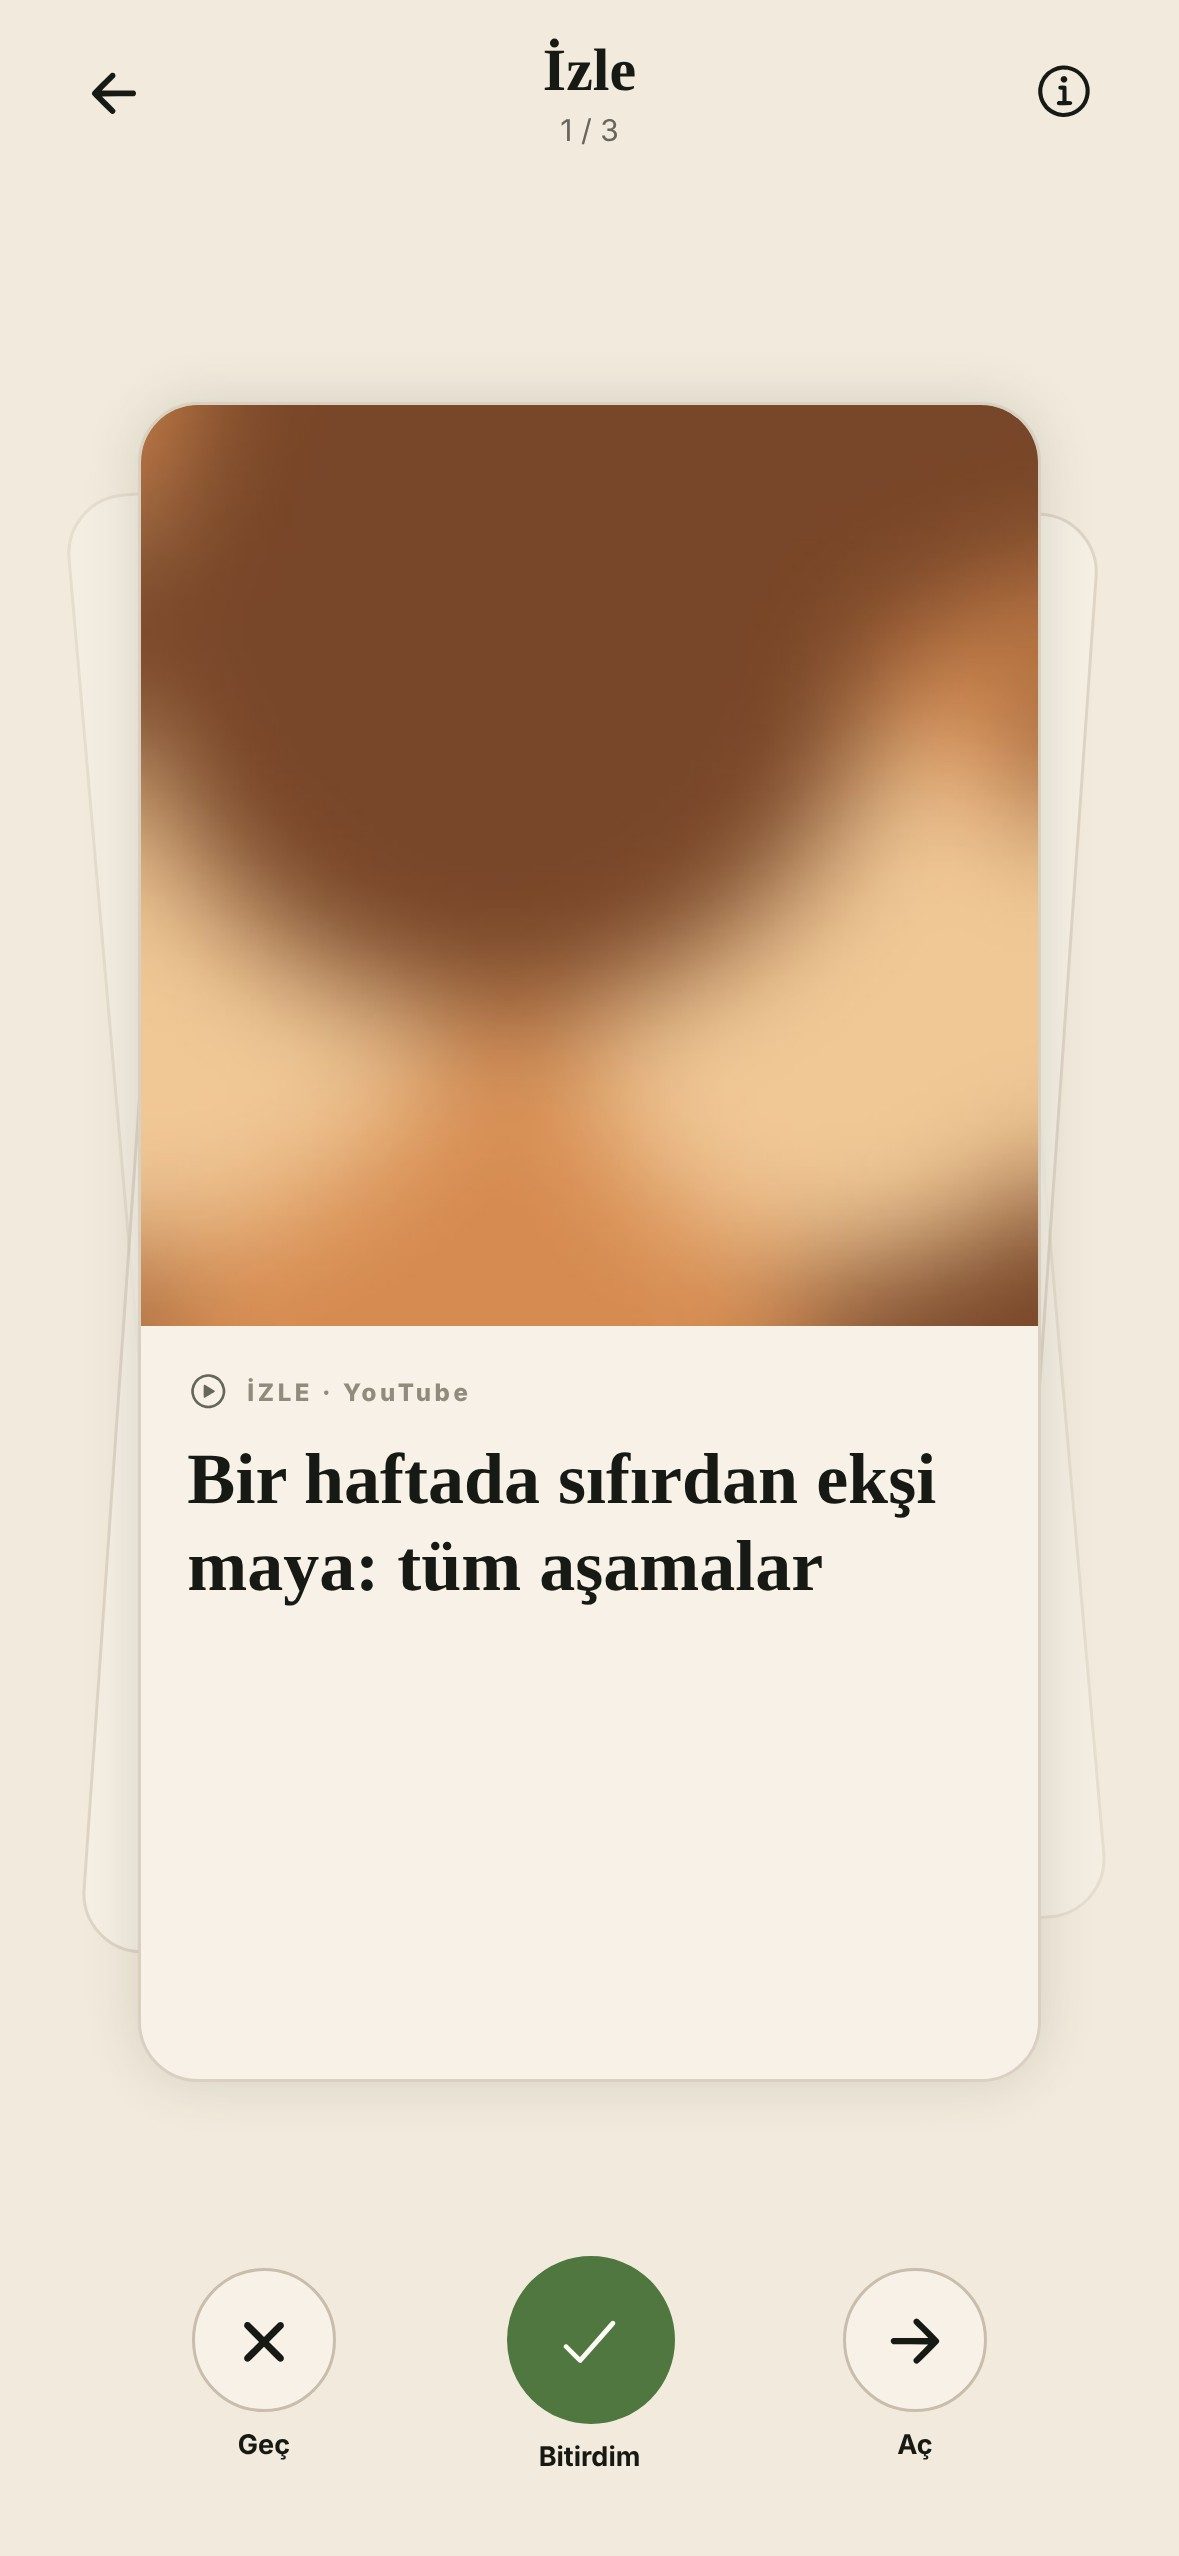 İzle
1 / 3
İZLE · YouTube
Bir haftada sıfırdan ekşi
maya: tüm aşamalar
Geç
Bitirdim
Aç